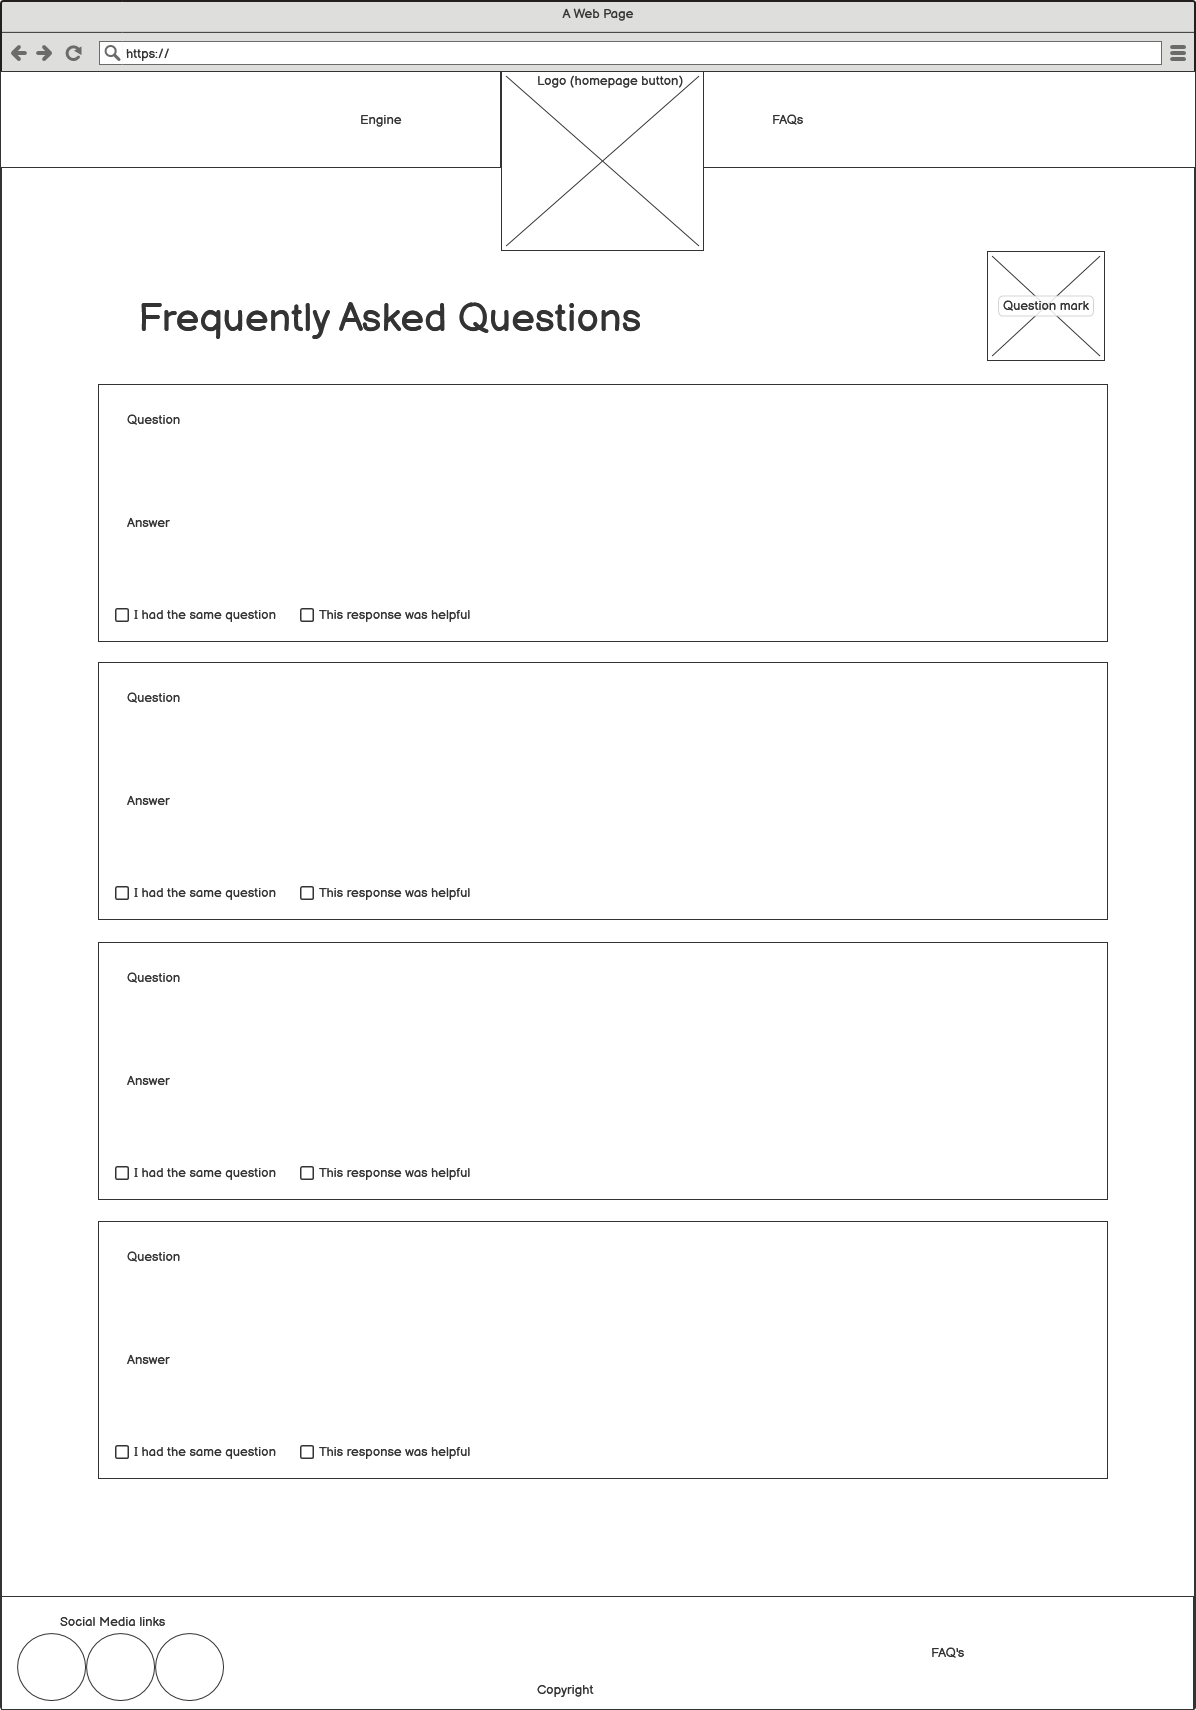 A Web Page
https://
Logo (homepage button)
Engine
FAQs
Question mark
Frequently Asked Questions
Question
Answer
I had the same question
This response was helpful
Question
Answer
I had the same question
This response was helpful
Question
Answer
I had the same question
This response was helpful
Question
Answer
I had the same question
This response was helpful
Social Media links
FAQ's
Copyright